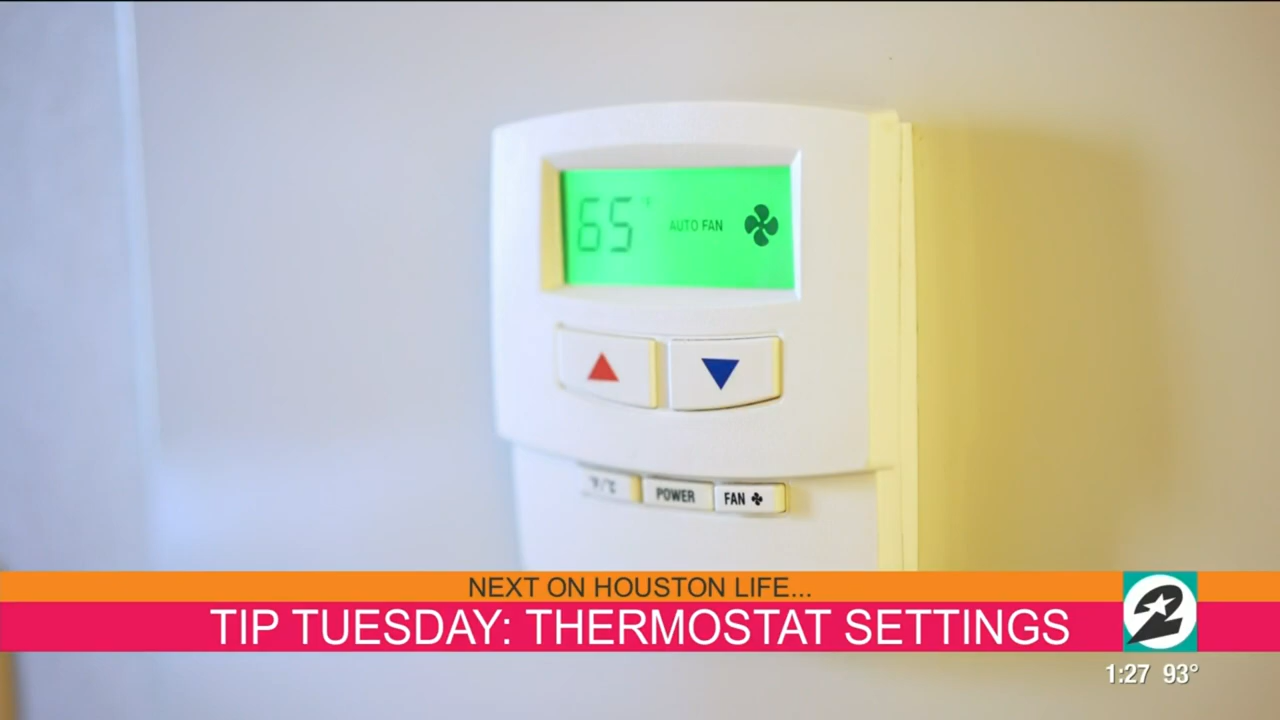 65°F AUTO FAN
°F/°C POWER FAN
NEXT ON HOUSTON LIFE...
TIP TUESDAY: THERMOSTAT SETTINGS
2
1:27 93°